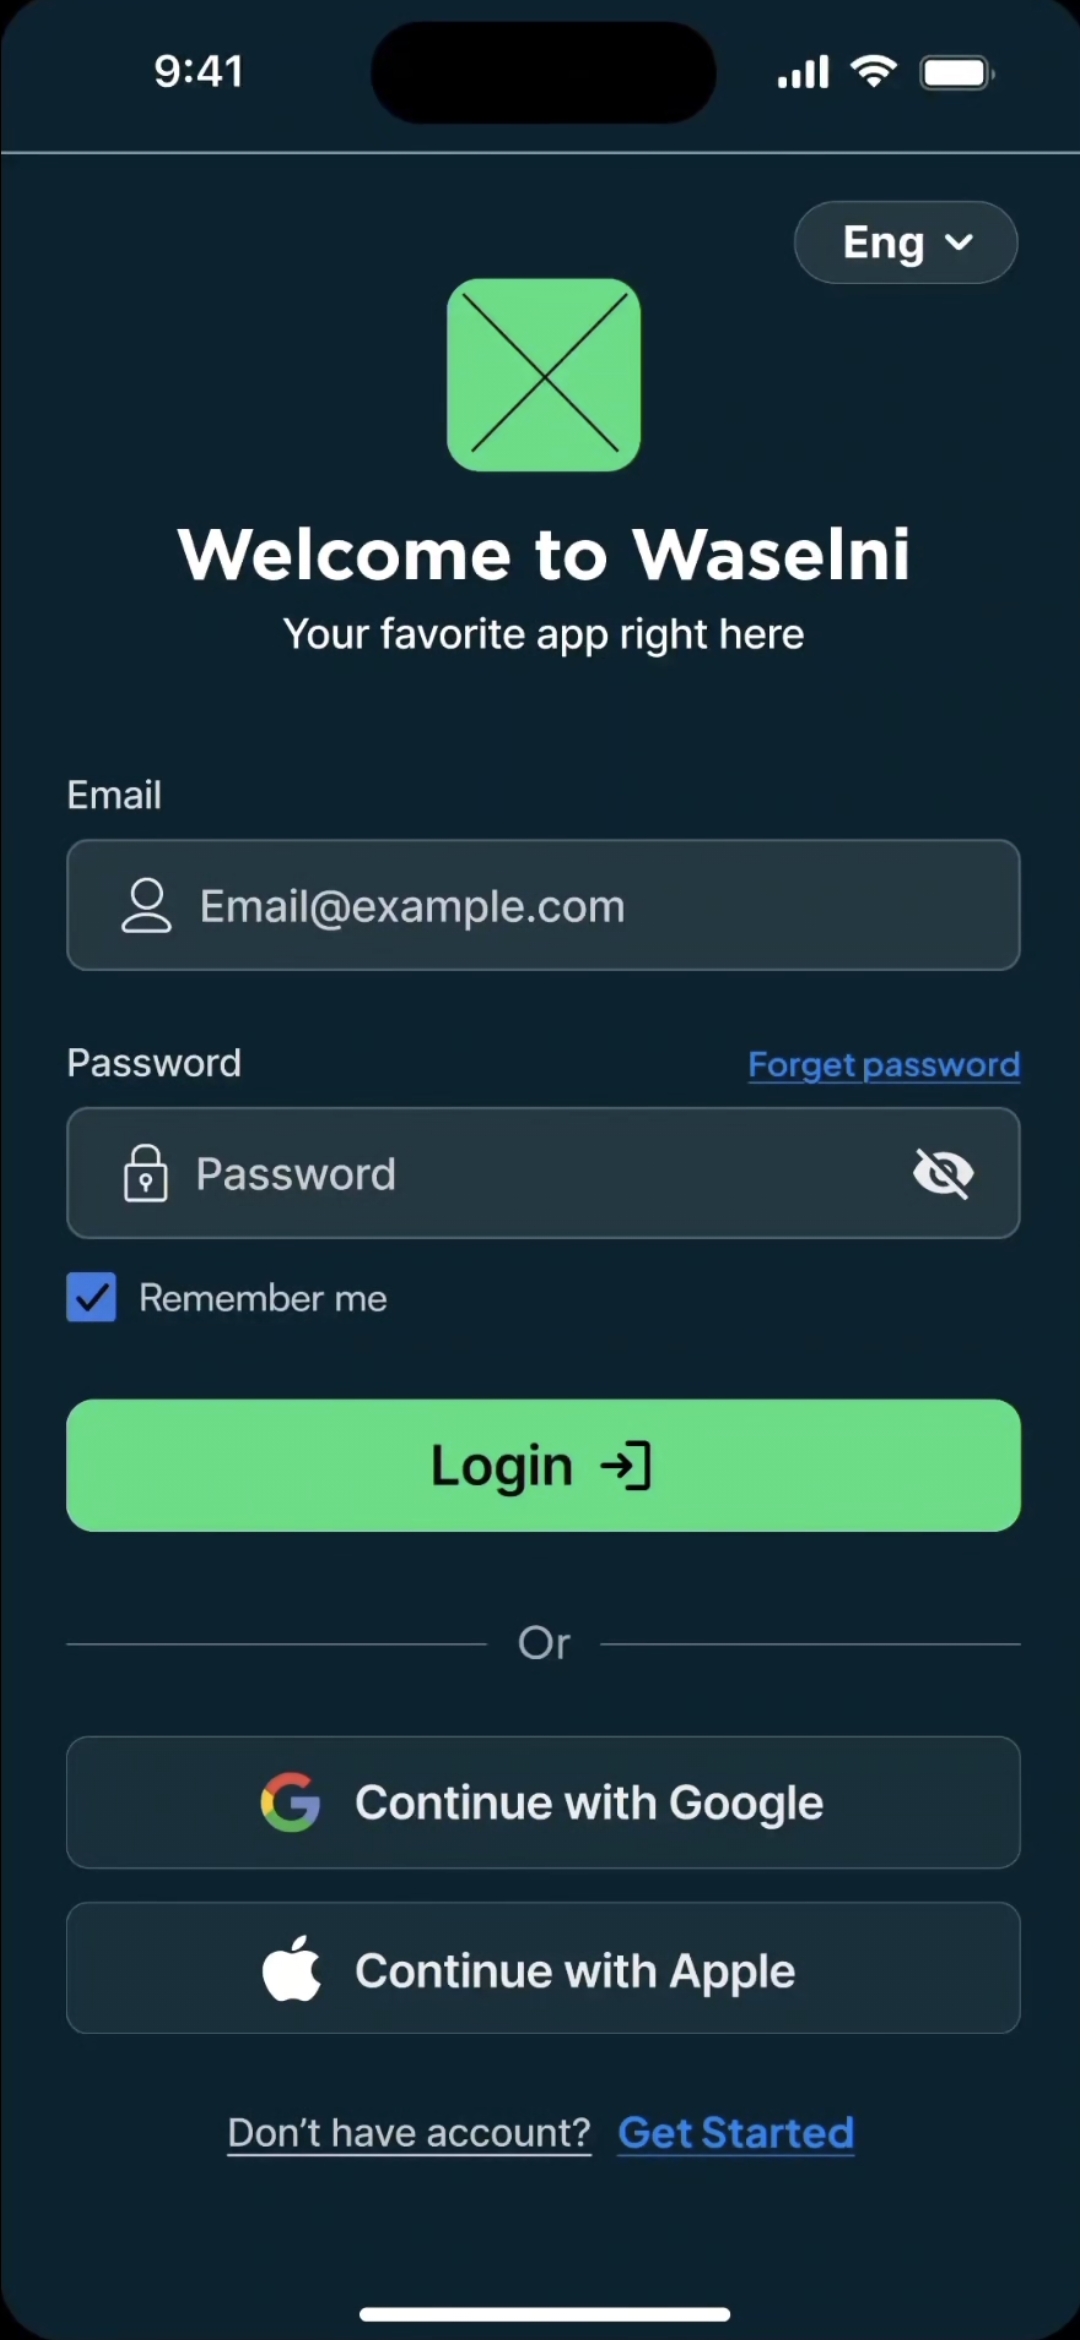 9:41
Eng
Welcome to Waselni
Your favorite app right here
Email
Email@example.com
Password
Forget password
Password
Remember me
Login
Or
Continue with Google
Continue with Apple
Don’t have account? Get Started